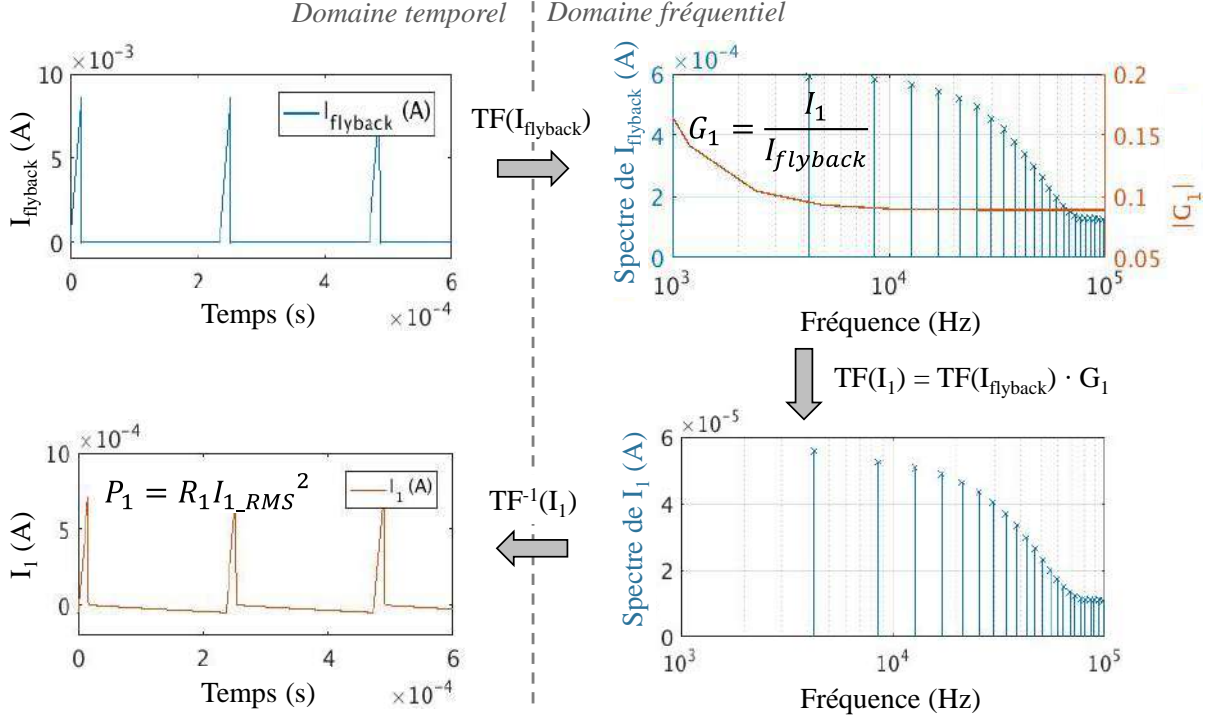 Domaine temporel
Domaine fréquentiel
×10⁻³
10
5
0
I_flyback (A)
I_flyback (A)
0 2 4 6
Temps (s)
×10⁻⁴
TF(I_flyback)
×10⁻⁴
6
4
2
0
Spectre de I_flyback (A)
G₁ = I₁ / I_flyback
0.2
0.15
0.1
0.05
|G₁|
10³ 10⁴ 10⁵
Fréquence (Hz)
TF(I₁) = TF(I_flyback) · G₁
×10⁻⁴
10
5
0
I₁ (A)
P₁ = R₁I₁_RMS²
I₁ (A)
0 2 4 6
Temps (s)
×10⁻⁴
TF⁻¹(I₁)
×10⁻⁵
6
4
2
0
Spectre de I₁ (A)
10³ 10⁴ 10⁵
Fréquence (Hz)